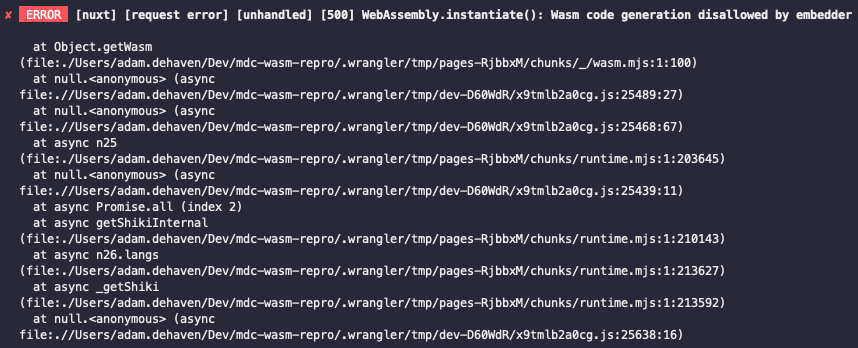 ✘ ERROR [nuxt] [request error] [unhandled] [500] WebAssembly.instantiate(): Wasm code generation disallowed by embedder
at Object.getWasm
(file:./Users/adam.dehaven/Dev/mdc-wasm-repro/.wrangler/tmp/pages-RjbbxM/chunks/_/wasm.mjs:1:100)
at null.<anonymous> (async
file:.//Users/adam.dehaven/Dev/mdc-wasm-repro/.wrangler/tmp/dev-D60WdR/x9tmlb2a0cg.js:25489:27)
at null.<anonymous> (async
file:.//Users/adam.dehaven/Dev/mdc-wasm-repro/.wrangler/tmp/dev-D60WdR/x9tmlb2a0cg.js:25468:67)
at async n25
(file:./Users/adam.dehaven/Dev/mdc-wasm-repro/.wrangler/tmp/pages-RjbbxM/chunks/runtime.mjs:1:203645)
at null.<anonymous> (async
file:.//Users/adam.dehaven/Dev/mdc-wasm-repro/.wrangler/tmp/dev-D60WdR/x9tmlb2a0cg.js:25439:11)
at async Promise.all (index 2)
at async getShikiInternal
(file:./Users/adam.dehaven/Dev/mdc-wasm-repro/.wrangler/tmp/pages-RjbbxM/chunks/runtime.mjs:1:210143)
at async n26.langs
(file:./Users/adam.dehaven/Dev/mdc-wasm-repro/.wrangler/tmp/pages-RjbbxM/chunks/runtime.mjs:1:213627)
at async _getShiki
(file:./Users/adam.dehaven/Dev/mdc-wasm-repro/.wrangler/tmp/pages-RjbbxM/chunks/runtime.mjs:1:213592)
at null.<anonymous> (async
file:.//Users/adam.dehaven/Dev/mdc-wasm-repro/.wrangler/tmp/dev-D60WdR/x9tmlb2a0cg.js:25638:16)